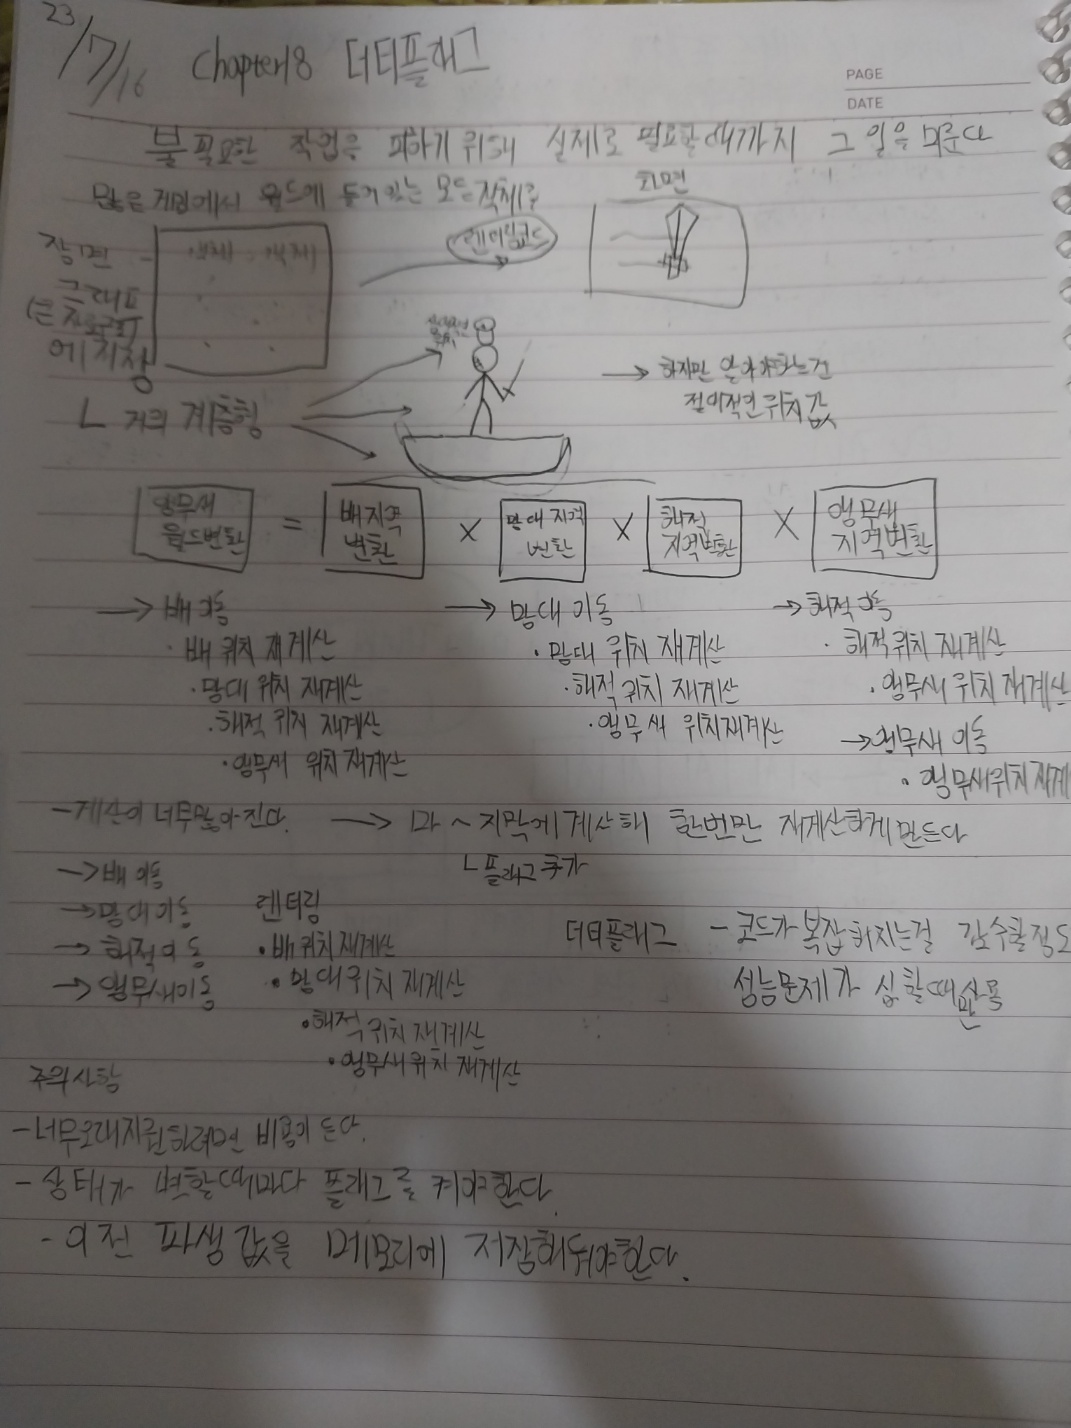 23/7/16 Chapter18 더티플래그
PAGE
DATE
불필요한 작업을 피하기위해 실제로 필요할때까지 그 일을 미룬다
많은 게임에서 월드에 들어있는 모든 객체를
화면
장면 - 객체 객체 렌더링코드
그래프
(큰 자료구조)
에 저장
ㄴ 거의 계층형
→ 하지만 알아야하는건
절대적인 위치 값
앵무새 월드변환 = 배지역 변환 × 망대 지역 변환 × 해적 지역변환 × 앵무새 지역변환
→ 배 이동 → 망대 이동 → 해적 이동
· 배 위치 재계산 · 망대 위치 재계산 · 해적 위치 재계산
· 망대 위치 재계산 · 해적 위치 재계산 · 앵무새 위치 재계산
· 해적 위치 재계산 · 앵무새 위치재계산 → 앵무새 이동
· 앵무새 위치 재계산 · 앵무새위치 재계
- 계산이 너무많아진다. → 마~지막에 계산해 한번만 재계산하게 만든다
ㄴ 플래그 추가
→ 배 이동
→ 망대 이동 렌더링
→ 해적 이동 · 배 위치 재계산
→ 앵무새이동 · 망대 위치 재계산
· 해적 위치 재계산
· 앵무새위치 재계산
더티플래그 - 코드가 복잡해지는걸 감수할정도
성능문제가 심할때만
주의사항
- 너무오래지연하려면 비용이 든다.
- 상태가 변할때마다 플래그를 켜야한다.
- 이전 파생값을 메모리에 저장해둬야한다.